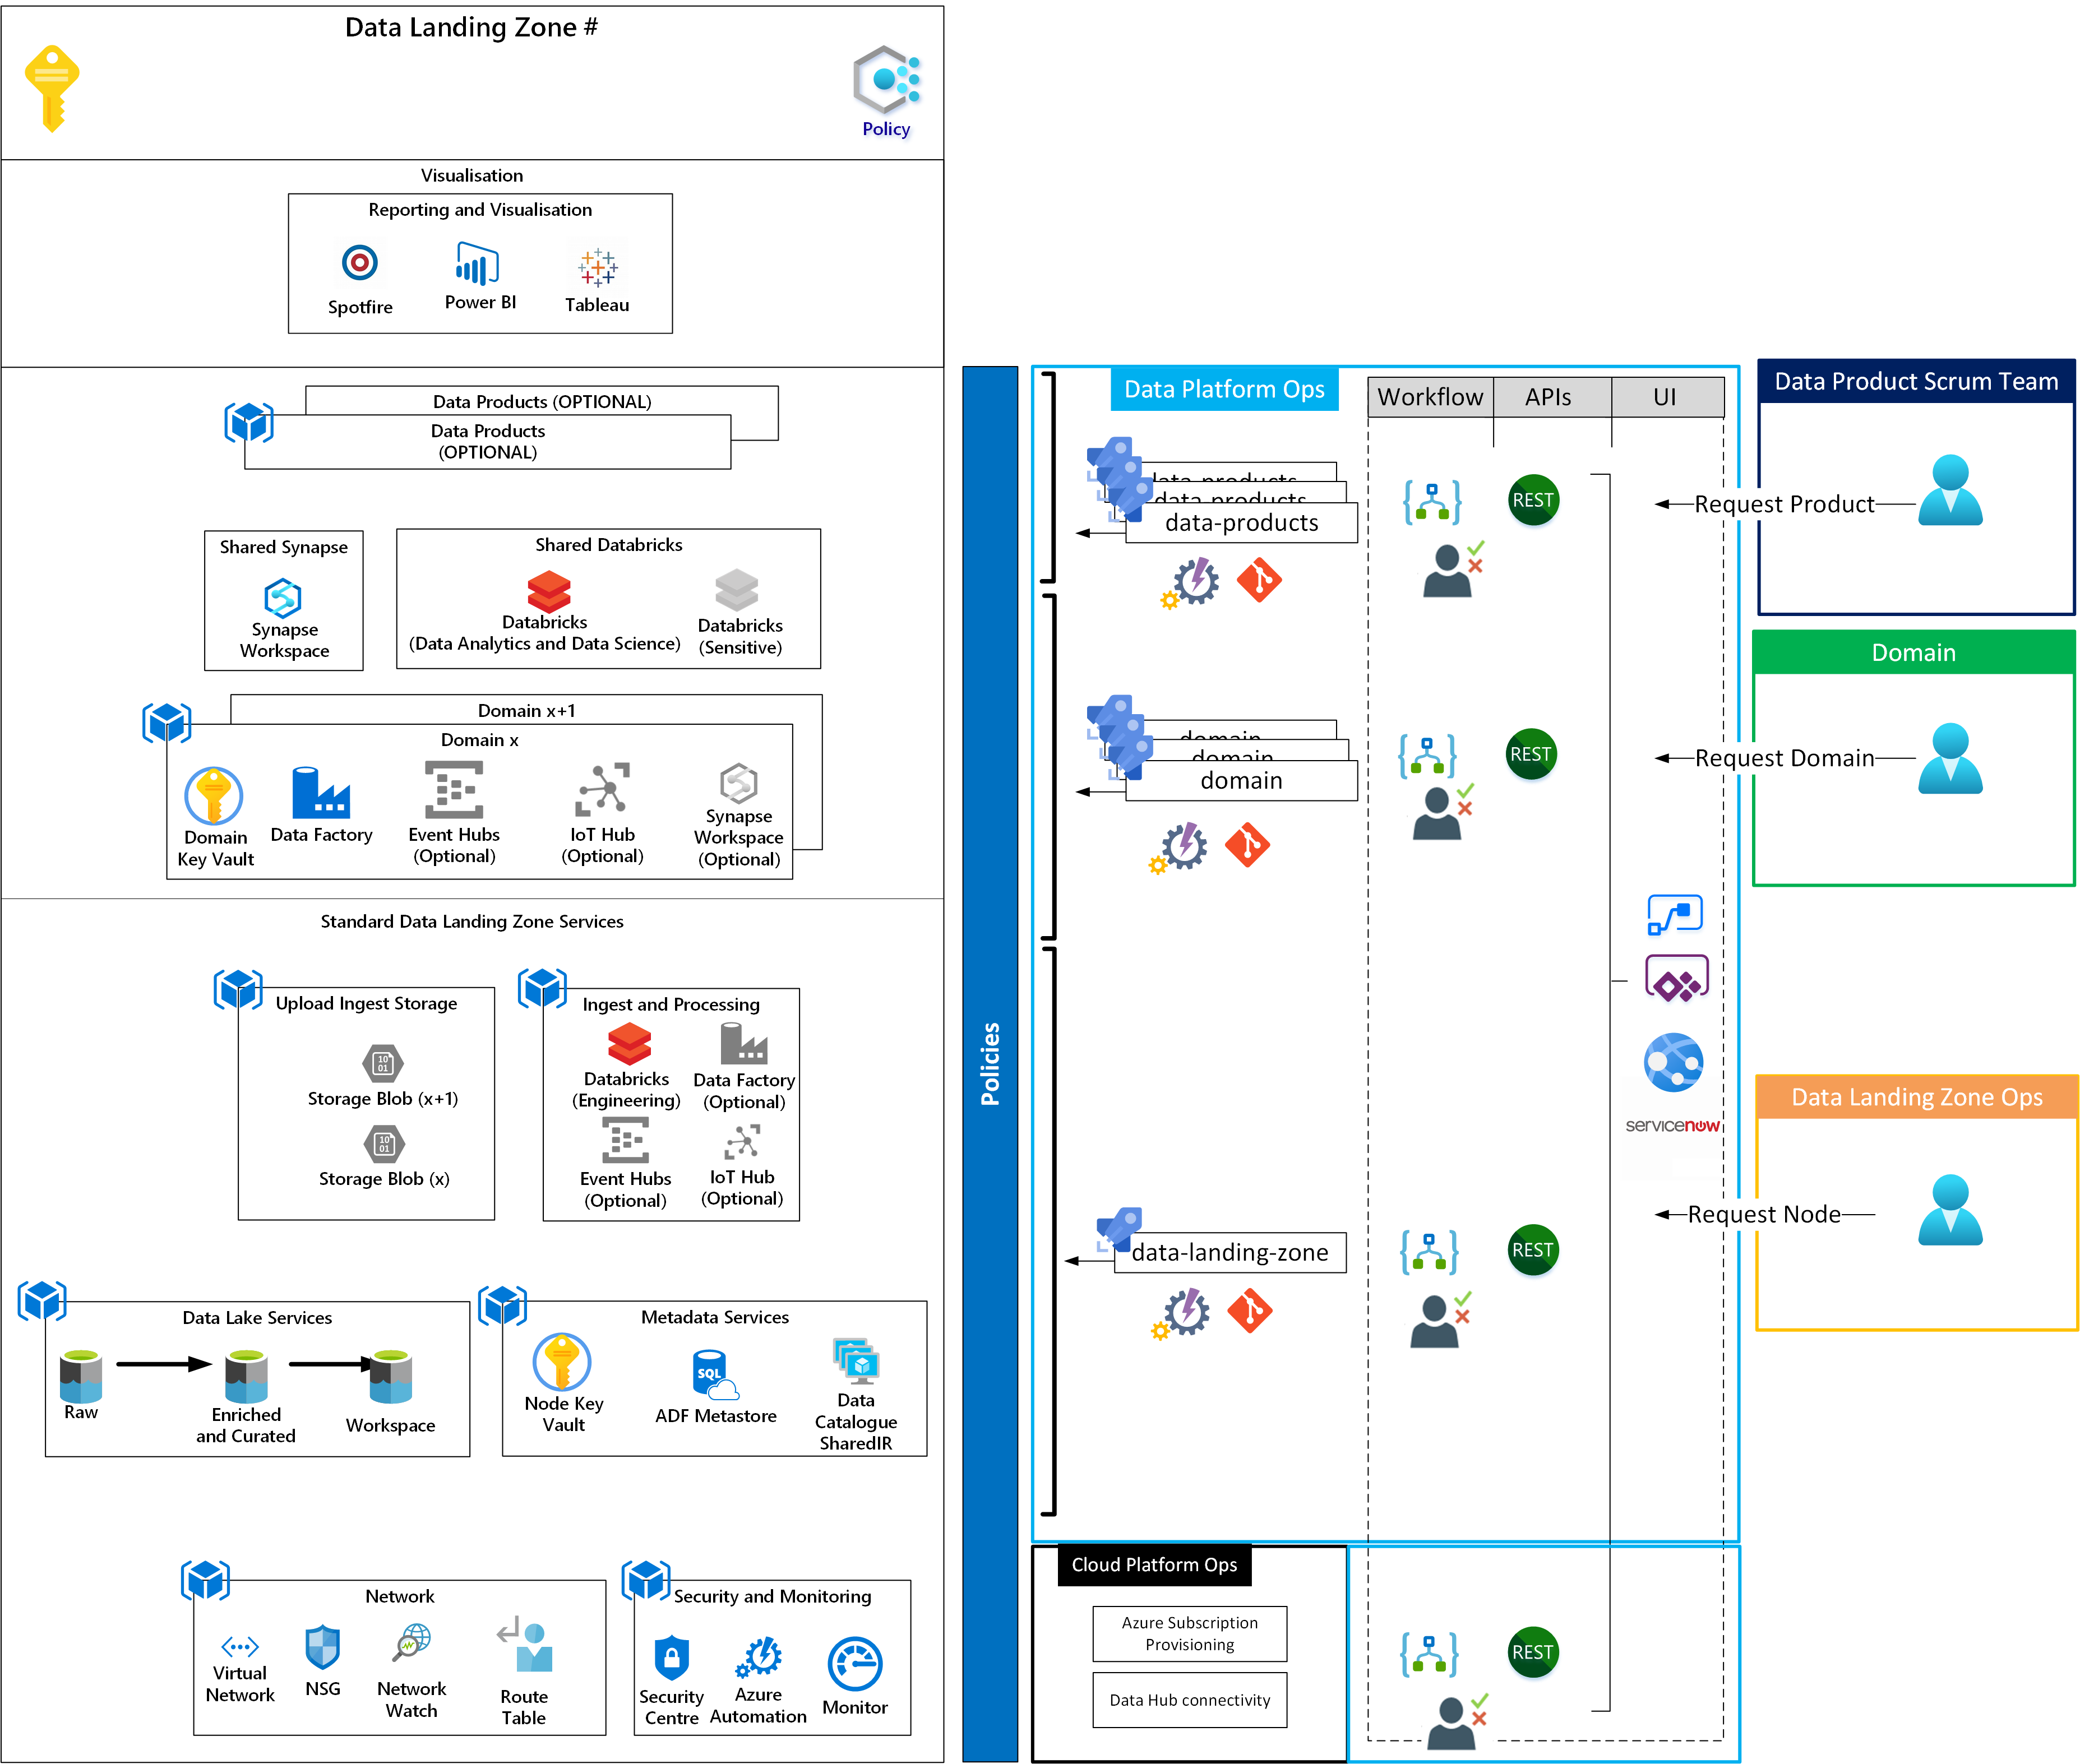 Data Landing Zone #
Policy
Visualisation
Reporting and Visualisation
Spotfire
Power BI
Tableau
Data Products (OPTIONAL)
Data Products
(OPTIONAL)
Shared Synapse
Synapse
Workspace
Shared Databricks
Databricks
(Data Analytics and Data Science)
Databricks
(Sensitive)
Domain x+1
Domain x
Domain
Key Vault
Data Factory
Event Hubs
(Optional)
IoT Hub
(Optional)
Synapse
Workspace
(Optional)
Standard Data Landing Zone Services
Upload Ingest Storage
10
01
Storage Blob (x+1)
10
01
Storage Blob (x)
Ingest and Processing
Databricks
(Engineering)
Data Factory
(Optional)
Event Hubs
(Optional)
IoT Hub
(Optional)
Data Lake Services
Raw
Enriched
and Curated
Workspace
Metadata Services
Node Key
Vault
SQL
ADF Metastore
Data
Catalogue
SharedIR
Network
Virtual
Network
NSG
Network
Watch
Route
Table
Security and Monitoring
Security
Centre
Azure
Automation
Monitor
Policies
Data Platform Ops
Workflow
APIs
UI
data-products
data-products
data-products
REST
domain
domain
domain
REST
servicenow
data-landing-zone
REST
Cloud Platform Ops
Azure Subscription
Provisioning
Data Hub connectivity
REST
Data Product Scrum Team
Request Product
Domain
Request Domain
Data Landing Zone Ops
Request Node